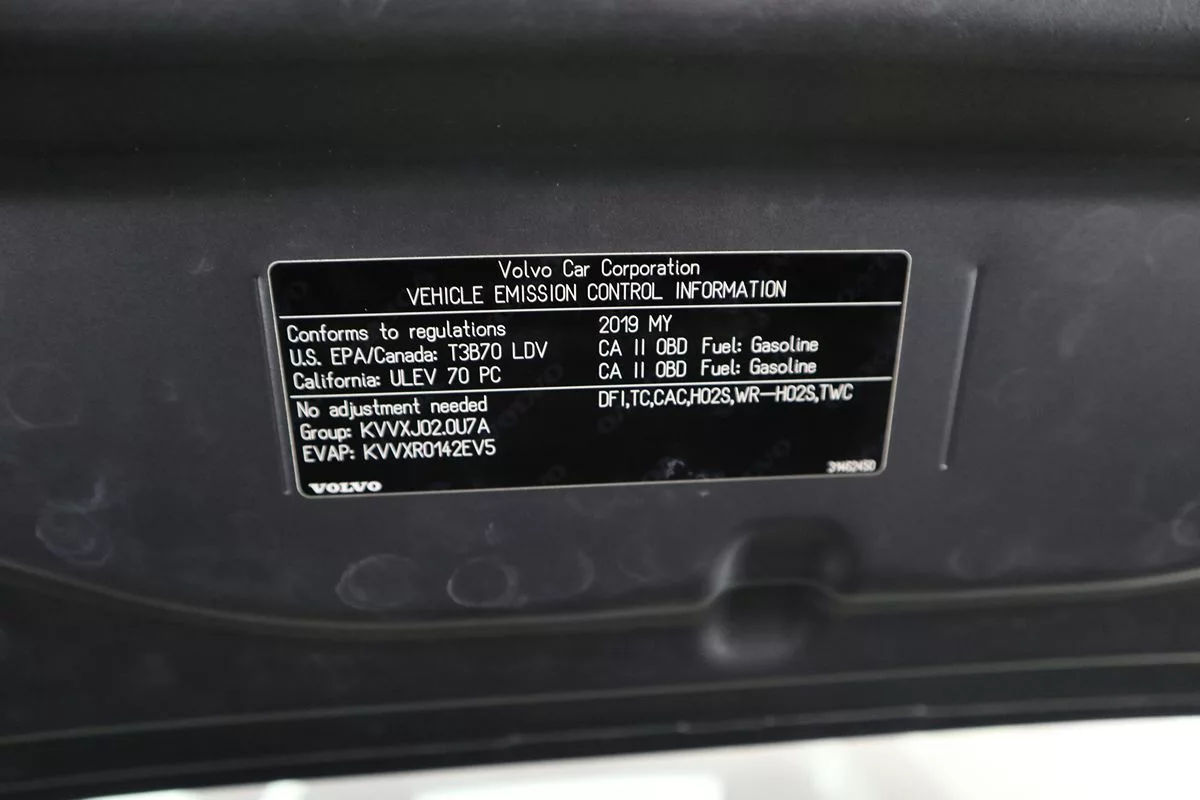 Volvo Car Corporation
VEHICLE EMISSION CONTROL INFORMATION
Conforms to regulations 2019 MY
U.S. EPA/Canada: T3B70 LDV CA II OBD Fuel: Gasoline
California: ULEV 70 PC CA II OBD Fuel: Gasoline
No adjustment needed DFI,TC,CAC,HO2S,WR-HO2S,TWC
Group: KVVXJ02.0U7A
EVAP: KVVXR0142EV5
31462450
VOLVO